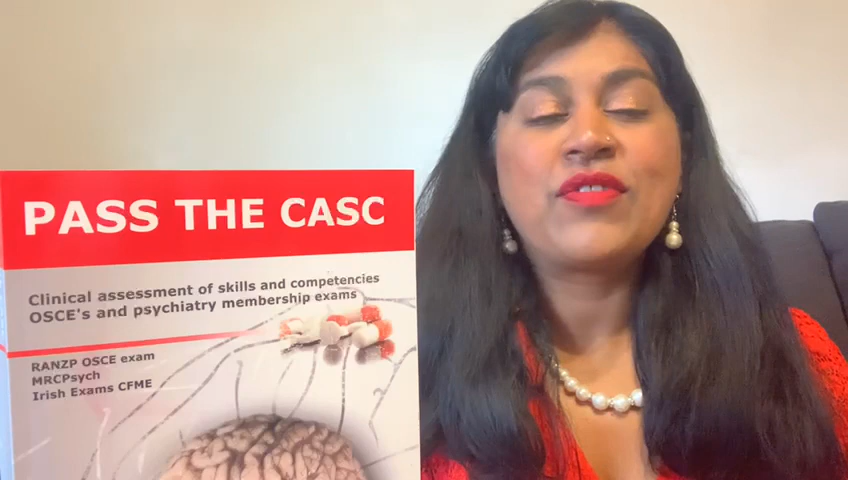 PASS THE CASC
Clinical assessment of skills and competencies
OSCE's and psychiatry membership exams
RANZP OSCE exam
MRCPsych
Irish Exams CFME